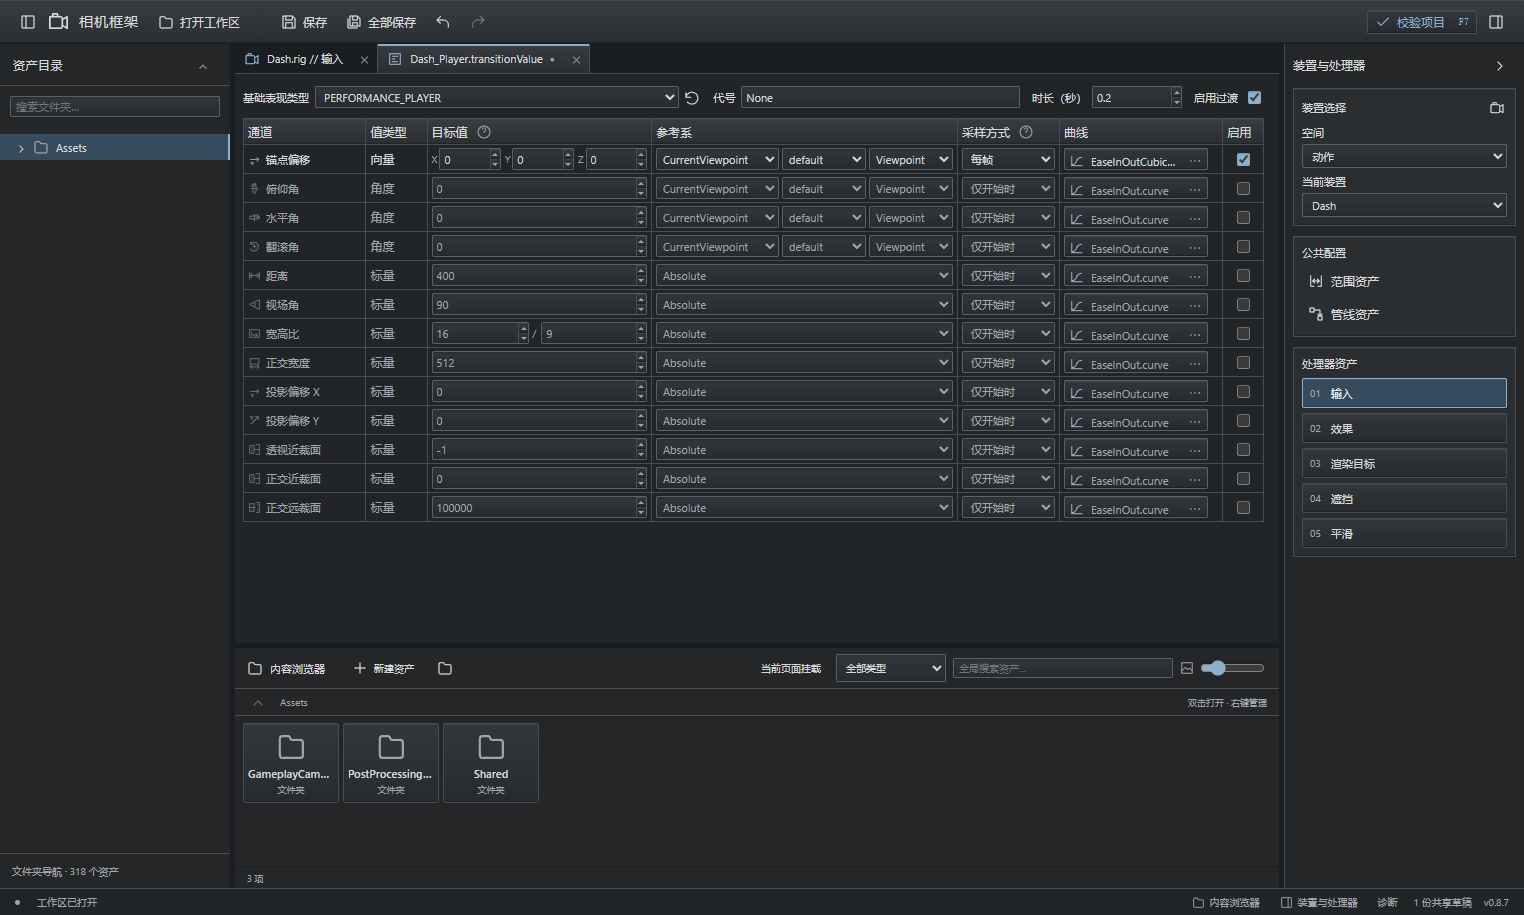 相机框架 打开工作区 保存 全部保存 校验项目 F7
资产目录
搜索文件夹...
Assets
文件夹导航 · 318 个资产
Dash.rig // 输入 Dash_Player.transitionValue
基础表现类型 PERFORMANCE_PLAYER 代号 None 时长（秒） 0.2 启用过渡
通道 值类型 目标值 ? 参考系 采样方式 ? 曲线 启用
锚点偏移 向量 X 0 Y 0 Z 0 CurrentViewpoint default Viewpoint 每帧 EaseInOutCubic... ...
俯仰角 角度 0 CurrentViewpoint default Viewpoint 仅开始时 EaseInOut.curve ...
水平角 角度 0 CurrentViewpoint default Viewpoint 仅开始时 EaseInOut.curve ...
翻滚角 角度 0 CurrentViewpoint default Viewpoint 仅开始时 EaseInOut.curve ...
距离 标量 400 Absolute 仅开始时 EaseInOut.curve ...
视场角 标量 90 Absolute 仅开始时 EaseInOut.curve ...
宽高比 标量 16 / 9 Absolute 仅开始时 EaseInOut.curve ...
正交宽度 标量 512 Absolute 仅开始时 EaseInOut.curve ...
投影偏移 X 标量 0 Absolute 仅开始时 EaseInOut.curve ...
投影偏移 Y 标量 0 Absolute 仅开始时 EaseInOut.curve ...
透视近裁面 标量 -1 Absolute 仅开始时 EaseInOut.curve ...
正交近裁面 标量 0 Absolute 仅开始时 EaseInOut.curve ...
正交远裁面 标量 100000 Absolute 仅开始时 EaseInOut.curve ...
内容浏览器 新建资产 当前页面挂载 全部类型 全局搜索资产...
Assets 双击打开 · 右键管理
GameplayCam... PostProcessing... Shared
文件夹 文件夹 文件夹
3 项
装置与处理器
装置选择
空间
动作
当前装置
Dash
公共配置
范围资产
管线资产
处理器资产
01 输入
02 效果
03 渲染目标
04 遮挡
05 平滑
工作区已打开 内容浏览器 装置与处理器 诊断 1 份共享草稿 v0.8.7